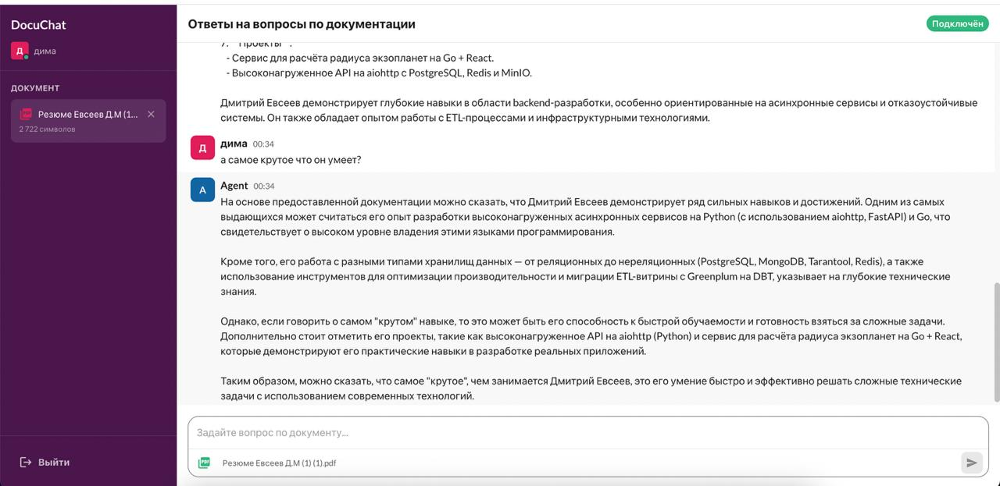 DocuChat
Д
дима
ДОКУМЕНТ
Резюме Евсеев Д.М (1...
2 722 символов
Выйти
Ответы на вопросы по документации
Подключён
7. "Проекты":
- Сервис для расчёта радиуса экзопланет на Go + React.
- Высоконагруженное API на aiohttp с PostgreSQL, Redis и MinIO.
Дмитрий Евсеев демонстрирует глубокие навыки в области backend-разработки, особенно ориентированные на асинхронные сервисы и отказоустойчивые
системы. Он также обладает опытом работы с ETL-процессами и инфраструктурными технологиями.
Д
дима 00:34
а самое крутое что он умеет?
A
Agent 00:34
На основе предоставленной документации можно сказать, что Дмитрий Евсеев демонстрирует ряд сильных навыков и достижений. Одним из самых
выдающихся может считаться его опыт разработки высоконагруженных асинхронных сервисов на Python (с использованием aiohttp, FastAPI) и Go, что
свидетельствует о высоком уровне владения этими языками программирования.
Кроме того, его работа с разными типами хранилищ данных — от реляционных до нереляционных (PostgreSQL, MongoDB, Tarantool, Redis), а также
использование инструментов для оптимизации производительности и миграции ETL-витрины с Greenplum на DBT, указывает на глубокие технические
знания.
Однако, если говорить о самом "крутом" навыке, то это может быть его способность к быстрой обучаемости и готовность взяться за сложные задачи.
Дополнительно стоит отметить его проекты, такие как высоконагруженное API на aiohttp (Python) и сервис для расчёта радиуса экзопланет на Go + React,
которые демонстрируют его практические навыки в разработке реальных приложений.
Таким образом, можно сказать, что самое "крутое", чем занимается Дмитрий Евсеев, это его умение быстро и эффективно решать сложные технические
задачи с использованием современных технологий.
Задайте вопрос по документу...
PDF
Резюме Евсеев Д.М (1) (1).pdf